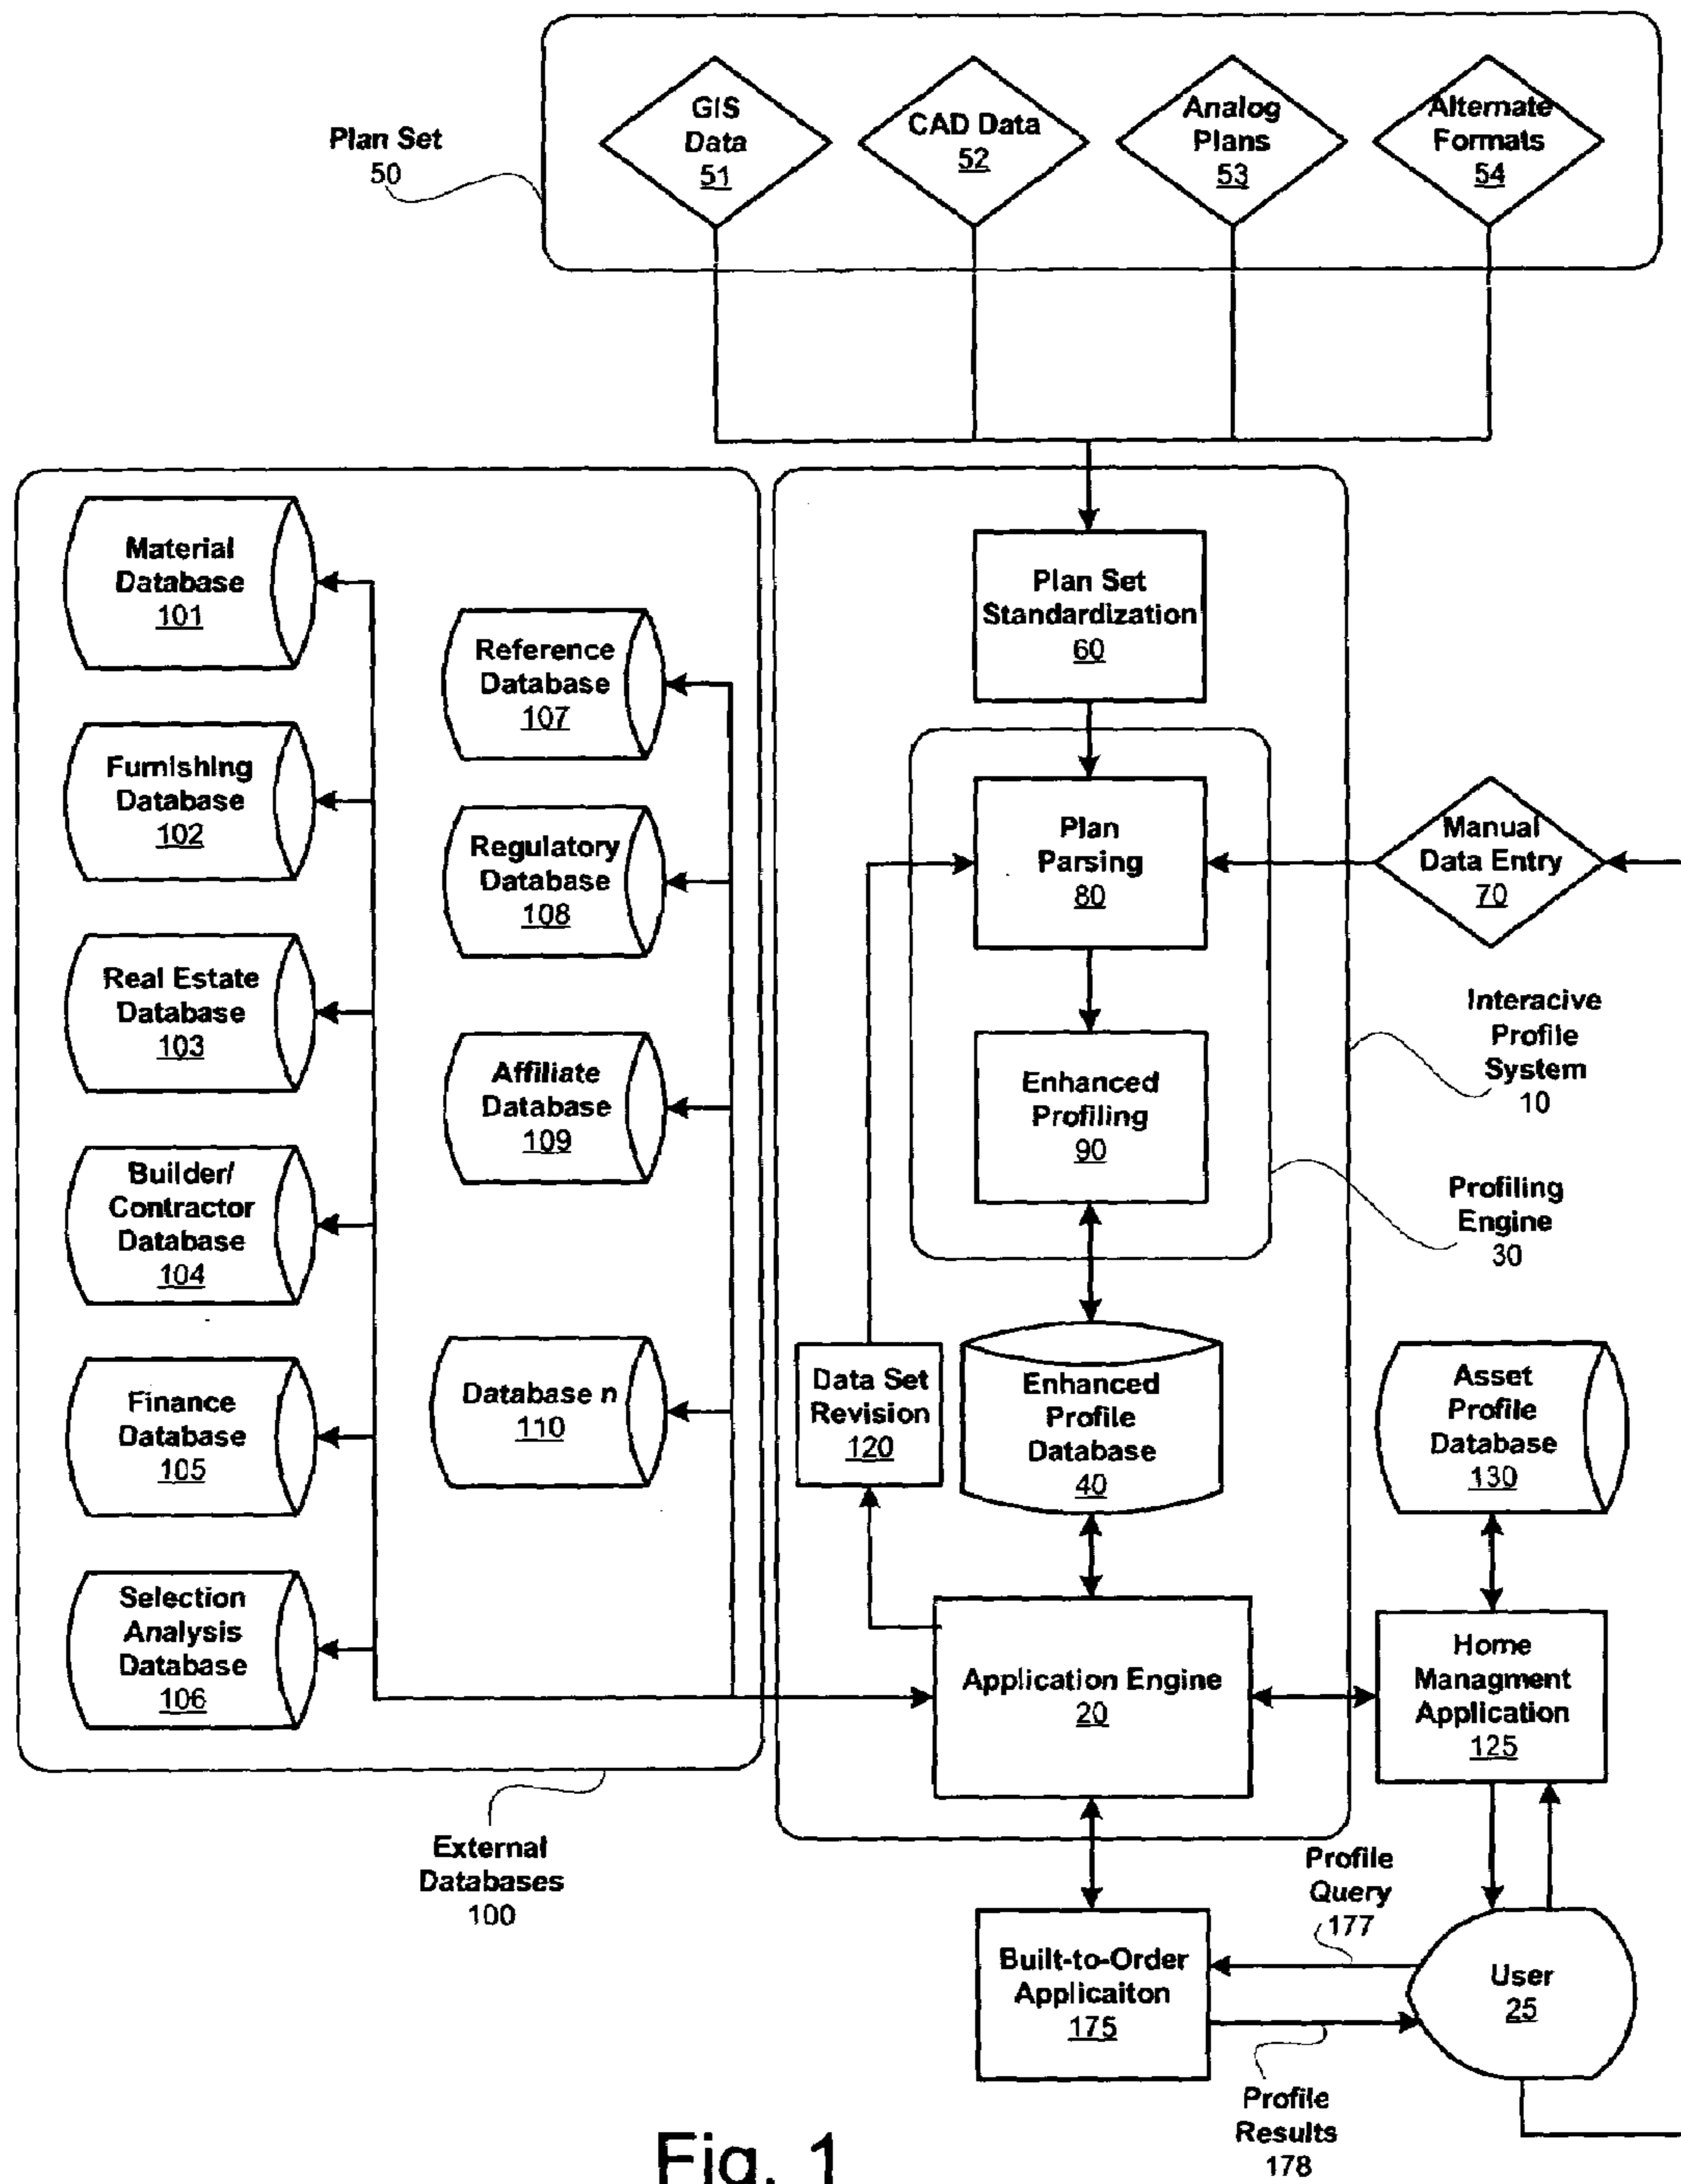 Plan Set
50
GIS
Data
51
CAD Data
52
Analog
Plans
53
Alternate
Formats
54
Material
Database
101
Furnishing
Database
102
Real Estate
Database
103
Builder/
Contractor
Database
104
Finance
Database
105
Selection
Analysis
Database
106
Reference
Database
107
Regulatory
Database
108
Affiliate
Database
109
Database n
110
External
Databases
100
Plan Set
Standardization
60
Plan
Parsing
80
Enhanced
Profiling
90
Data Set
Revision
120
Enhanced
Profile
Database
40
Application Engine
20
Manual
Data Entry
70
Interacive
Profile
System
10
Profiling
Engine
30
Asset
Profile
Database
130
Home
Managment
Application
125
Profile
Query
177
Built-to-Order
Applicaiton
175
User
25
Profile
Results
178
Fig. 1